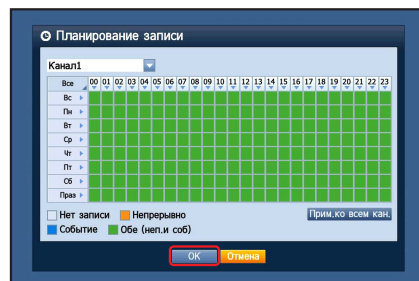 Планирование записи
Канал1
Все 00 01 02 03 04 05 06 07 08 09 10 11 12 13 14 15 16 17 18 19 20 21 22 23
Вс
Пн
Вт
Ср
Чт
Пт
Сб
Праз
Нет записи Непрерывно Прим.ко всем кан.
Событие Обе (неп.и соб)
OK Отмена